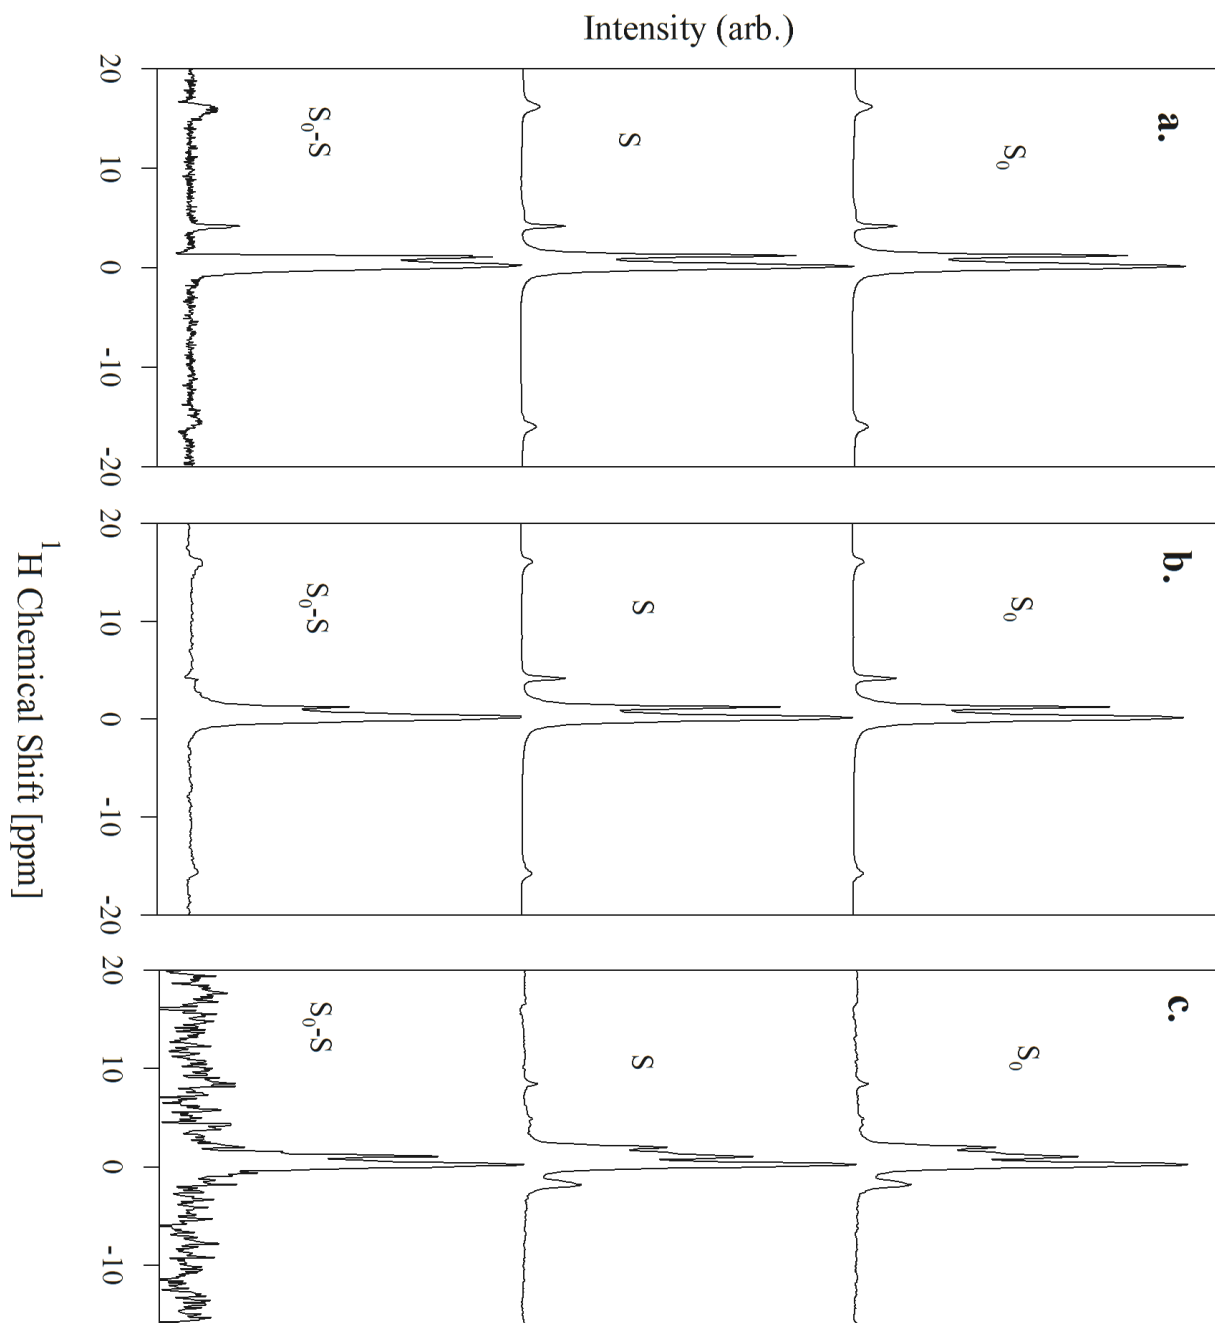 Intensity (arb.)
a.
S₀
S
S₀-S
20
10
0
-10
-20
b.
S₀
S
S₀-S
20
10
0
-10
-20
c.
S₀
S
S₀-S
20
10
0
-10
¹H Chemical Shift [ppm]